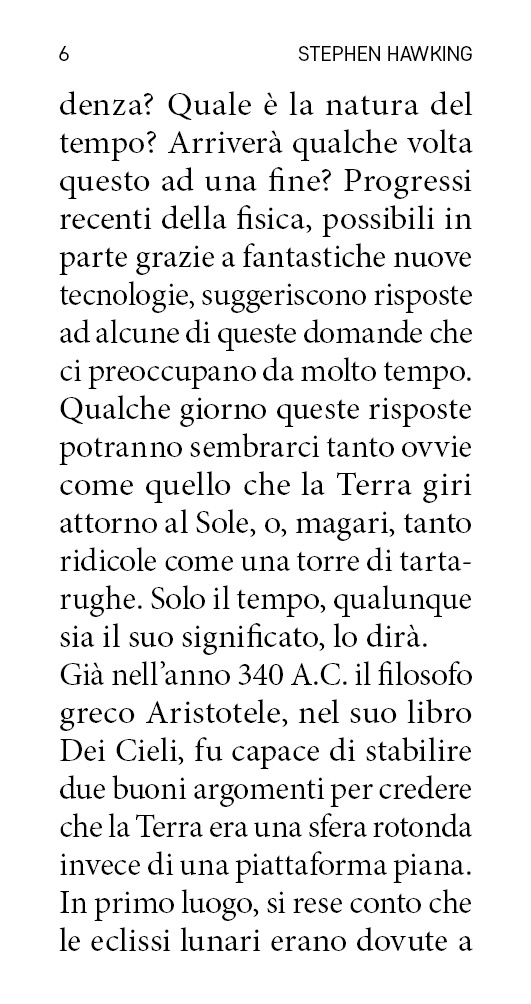 6 STEPHEN HAWKING
denza? Quale è la natura del
tempo? Arriverà qualche volta
questo ad una fine? Progressi
recenti della fisica, possibili in
parte grazie a fantastiche nuove
tecnologie, suggeriscono risposte
ad alcune di queste domande che
ci preoccupano da molto tempo.
Qualche giorno queste risposte
potranno sembrarci tanto ovvie
come quello che la Terra giri
attorno al Sole, o, magari, tanto
ridicole come una torre di tarta-
rughe. Solo il tempo, qualunque
sia il suo significato, lo dirà.
Già nell’anno 340 A.C. il filosofo
greco Aristotele, nel suo libro
Dei Cieli, fu capace di stabilire
due buoni argomenti per credere
che la Terra era una sfera rotonda
invece di una piattaforma piana.
In primo luogo, si rese conto che
le eclissi lunari erano dovute a